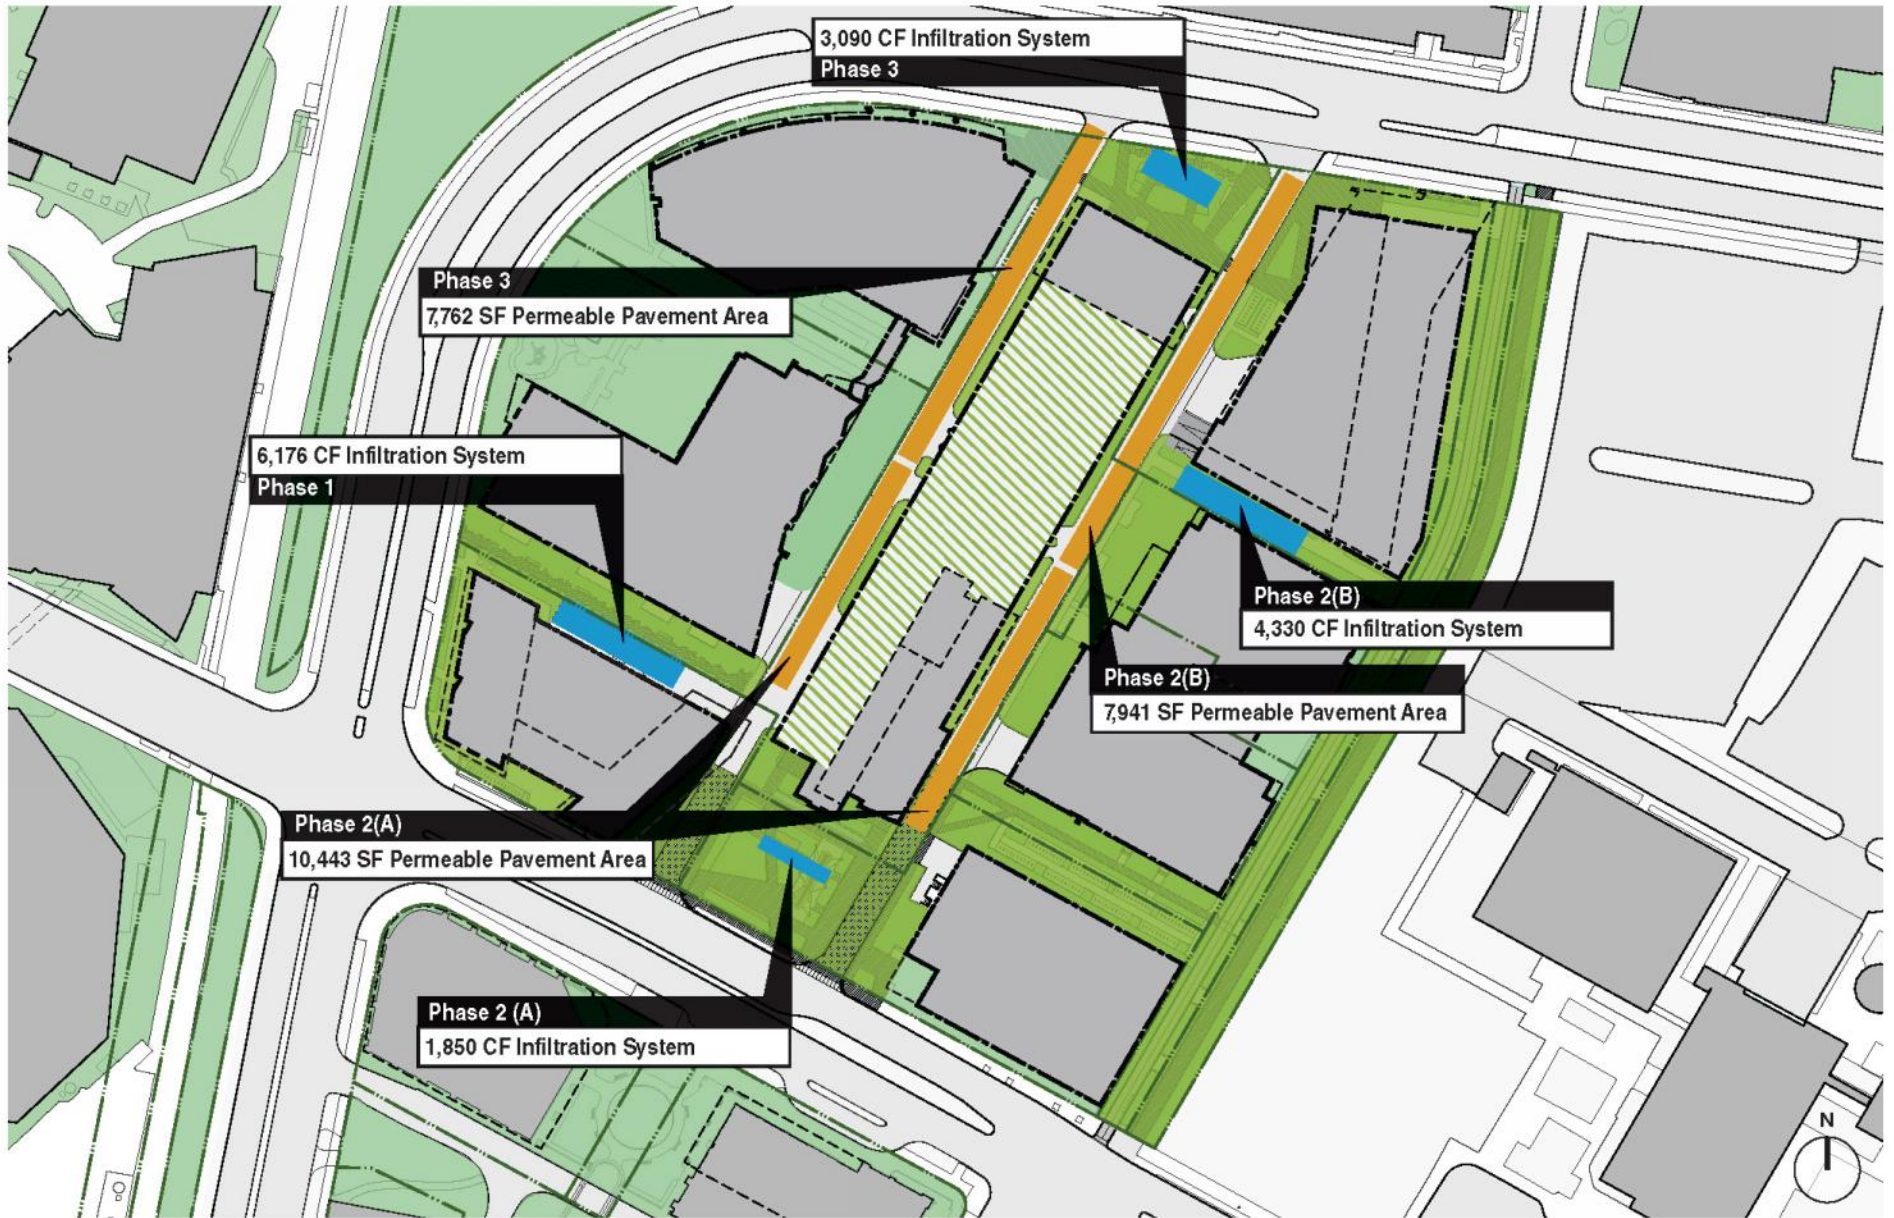 3,090 CF Infiltration System
Phase 3
Phase 3
7,762 SF Permeable Pavement Area
6,176 CF Infiltration System
Phase 1
Phase 2(B)
4,330 CF Infiltration System
Phase 2(B)
7,941 SF Permeable Pavement Area
Phase 2(A)
10,443 SF Permeable Pavement Area
Phase 2 (A)
1,850 CF Infiltration System
N